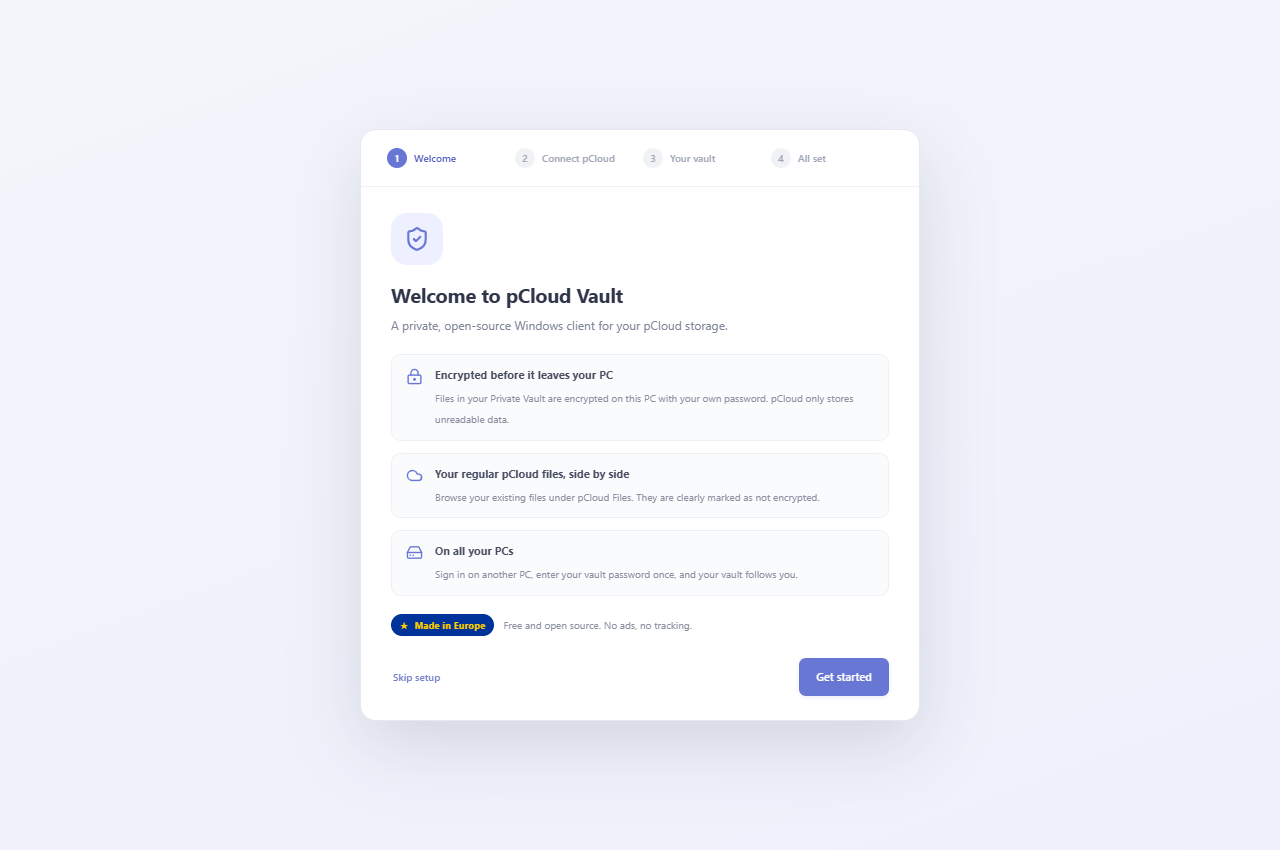 1 Welcome 2 Connect pCloud 3 Your vault 4 All set
Welcome to pCloud Vault
A private, open-source Windows client for your pCloud storage.
Encrypted before it leaves your PC
Files in your Private Vault are encrypted on this PC with your own password. pCloud only stores
unreadable data.
Your regular pCloud files, side by side
Browse your existing files under pCloud Files. They are clearly marked as not encrypted.
On all your PCs
Sign in on another PC, enter your vault password once, and your vault follows you.
★ Made in Europe Free and open source. No ads, no tracking.
Skip setup Get started